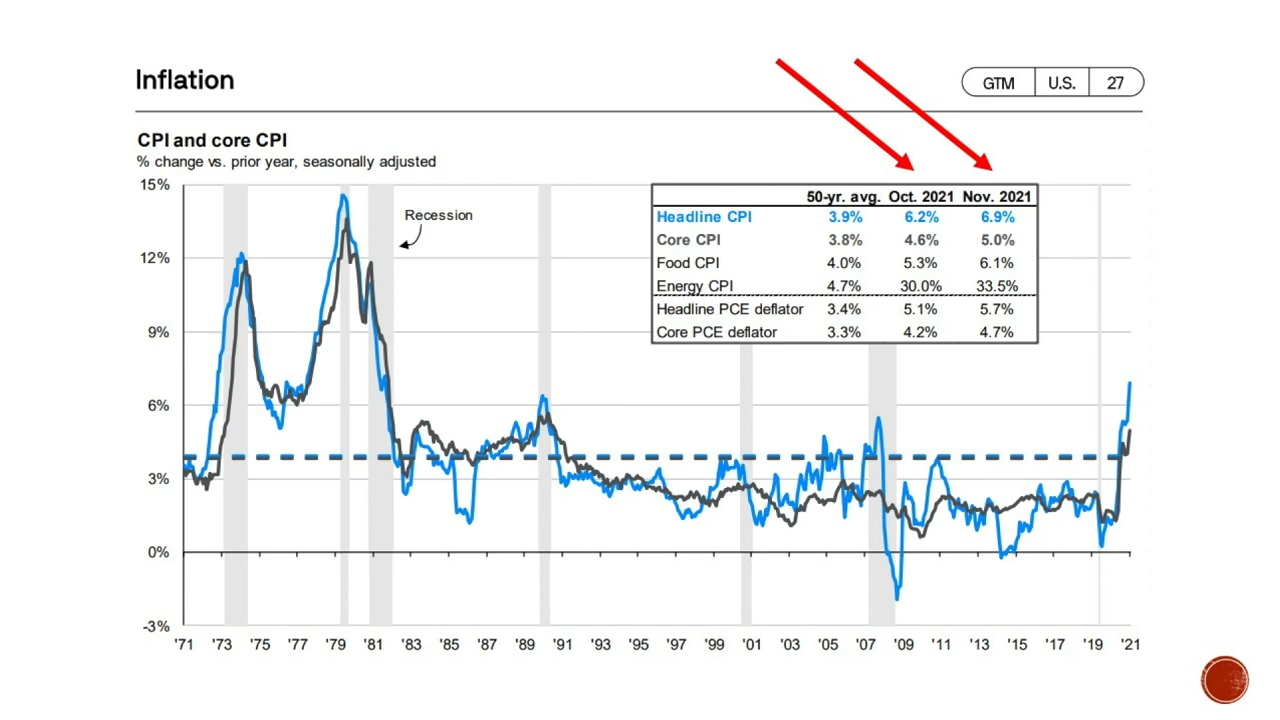 Inflation
GTM U.S. 27
CPI and core CPI
% change vs. prior year, seasonally adjusted
15%
12%
9%
6%
3%
0%
-3%
Recession
50-yr. avg. Oct. 2021 Nov. 2021
Headline CPI 3.9% 6.2% 6.9%
Core CPI 3.8% 4.6% 5.0%
Food CPI 4.0% 5.3% 6.1%
Energy CPI 4.7% 30.0% 33.5%
Headline PCE deflator 3.4% 5.1% 5.7%
Core PCE deflator 3.3% 4.2% 4.7%
'71 '73 '75 '77 '79 '81 '83 '85 '87 '89 '91 '93 '95 '97 '99 '01 '03 '05 '07 '09 '11 '13 '15 '17 '19 '21